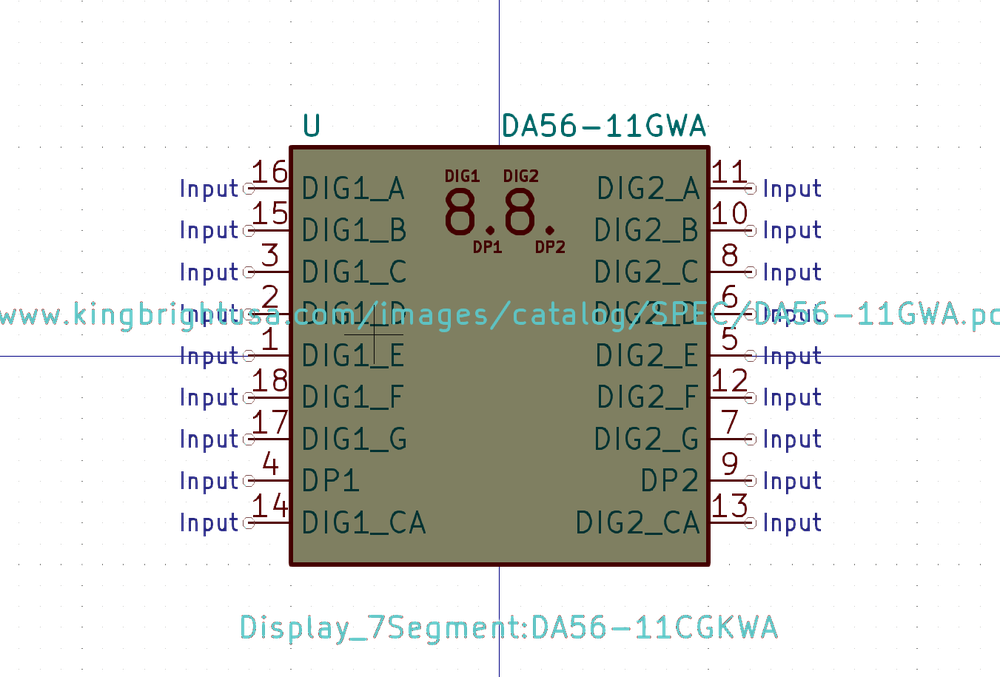 U DA56-11GWA
DIG1 DIG2
8.8.
DP1 DP2
Input 16 DIG1_A DIG2_A 11 Input
Input 15 DIG1_B DIG2_B 10 Input
Input 3 DIG1_C DIG2_C 8 Input
Input 2 DIG1_D DIG2_D 6 Input
www.kingbrightusa.com/images/catalog/SPEC/DA56-11GWA.pd
Input 1 DIG1_E DIG2_E 5 Input
Input 18 DIG1_F DIG2_F 12 Input
Input 17 DIG1_G DIG2_G 7 Input
Input 4 DP1 DP2 9 Input
Input 14 DIG1_CA DIG2_CA 13 Input
Display_7Segment:DA56-11CGKWA